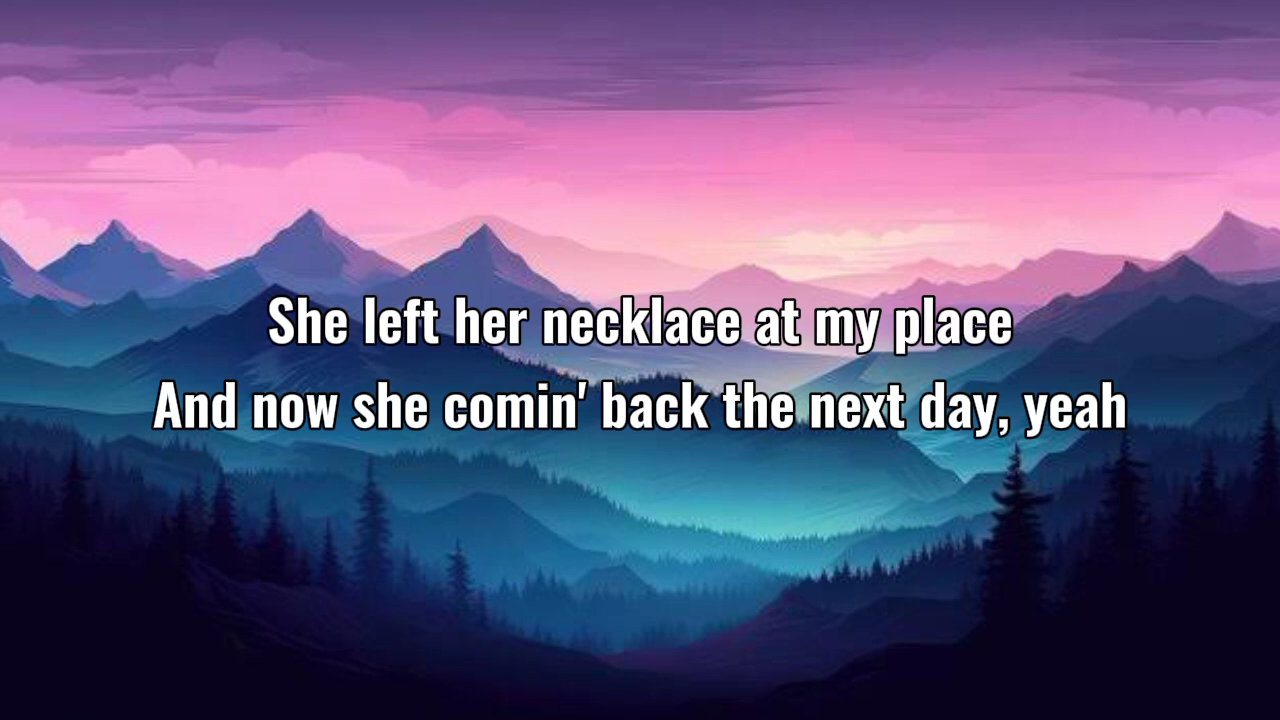 She left her necklace at my place
And now she comin' back the next day, yeah